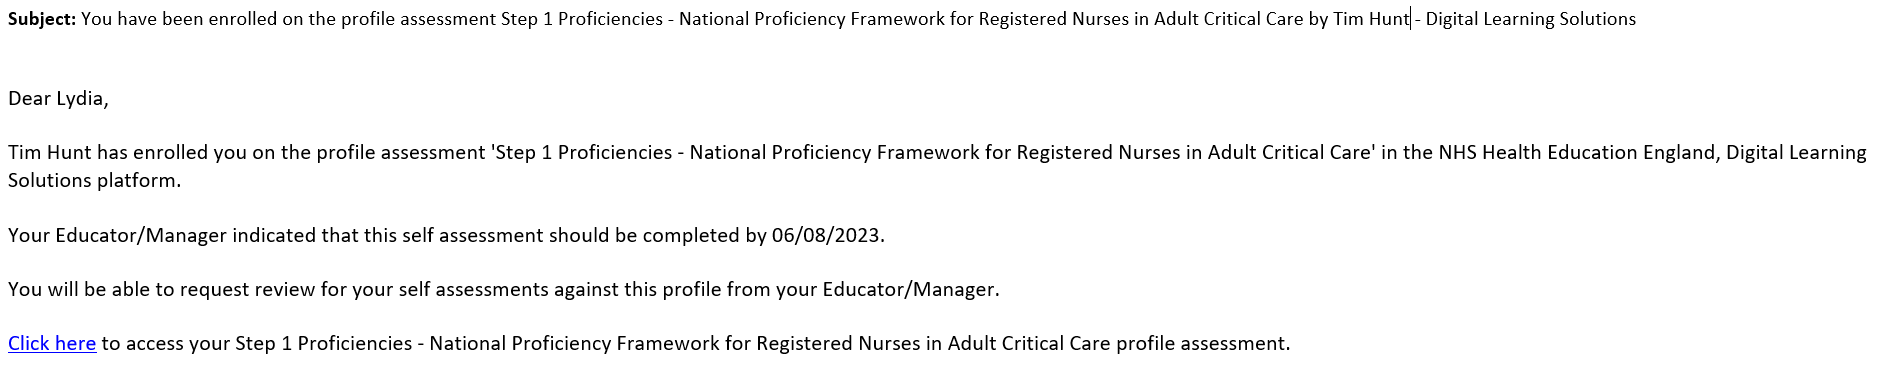 Subject: You have been enrolled on the profile assessment Step 1 Proficiencies - National Proficiency Framework for Registered Nurses in Adult Critical Care by Tim Hunt - Digital Learning Solutions
Dear Lydia,
Tim Hunt has enrolled you on the profile assessment 'Step 1 Proficiencies - National Proficiency Framework for Registered Nurses in Adult Critical Care' in the NHS Health Education England, Digital Learning
Solutions platform.
Your Educator/Manager indicated that this self assessment should be completed by 06/08/2023.
You will be able to request review for your self assessments against this profile from your Educator/Manager.
Click here to access your Step 1 Proficiencies - National Proficiency Framework for Registered Nurses in Adult Critical Care profile assessment.